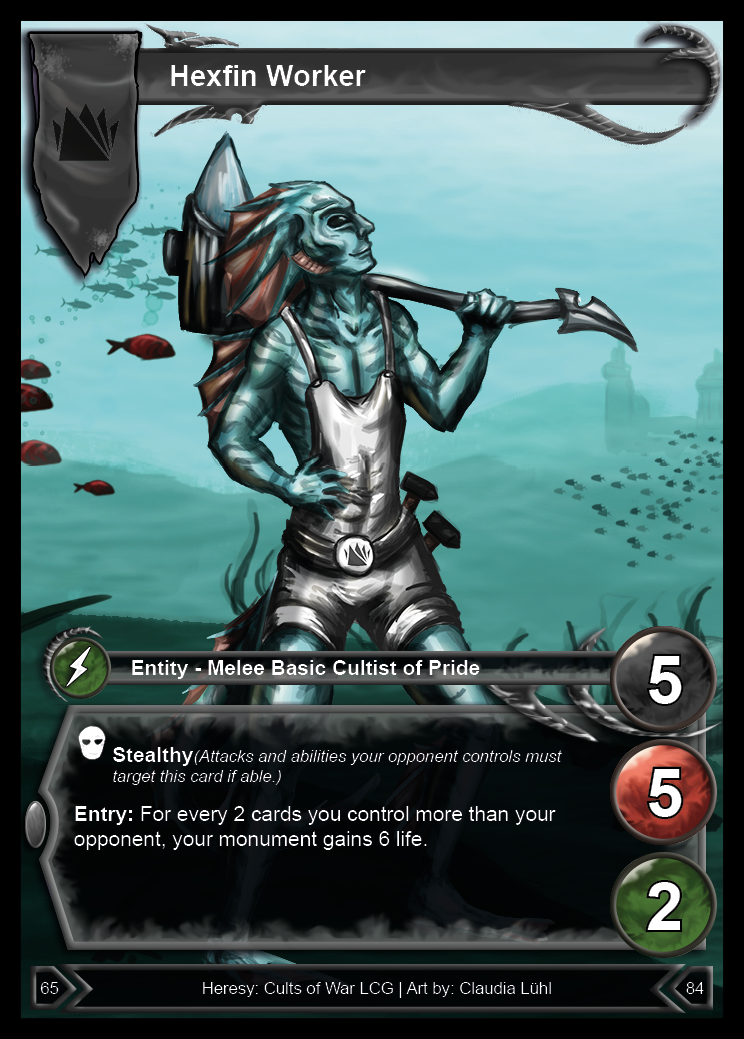 Hexfin Worker
Entity - Melee Basic Cultist of Pride
5
Stealthy(Attacks and abilities your opponent controls must
target this card if able.)
5
Entry: For every 2 cards you control more than your
opponent, your monument gains 6 life.
2
65
Heresy: Cults of War LCG | Art by: Claudia Lühl
84